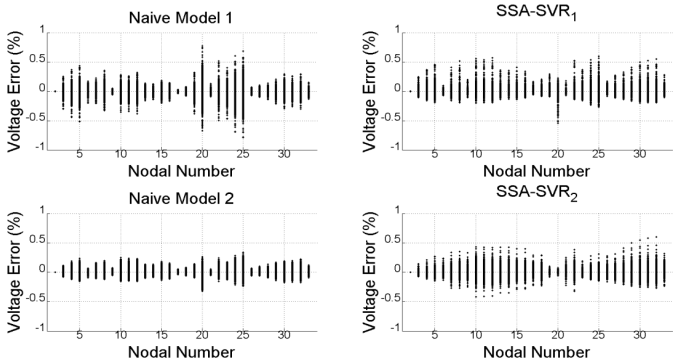 Naive Model 1
Voltage Error (%)
1
0.5
0
-0.5
-1
5 10 15 20 25 30
Nodal Number
SSA-SVR1
Voltage Error (%)
1
0.5
0
-0.5
-1
5 10 15 20 25 30
Nodal Number
Naive Model 2
Voltage Error (%)
1
0.5
0
-0.5
-1
5 10 15 20 25 30
Nodal Number
SSA-SVR2
Voltage Error (%)
1
0.5
0
-0.5
-1
5 10 15 20 25 30
Nodal Number